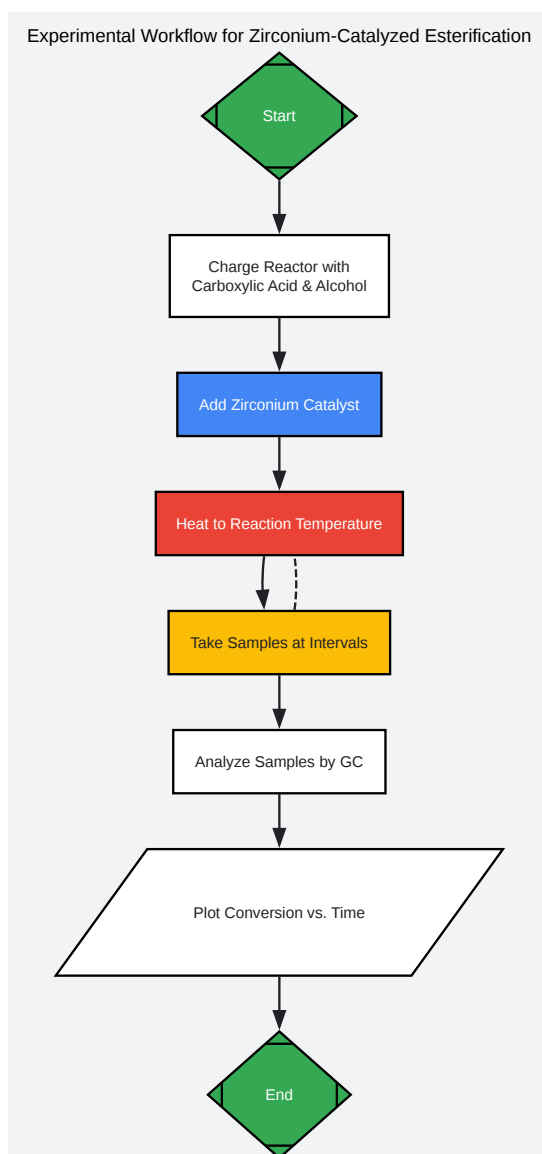 Experimental Workflow for Zirconium-Catalyzed Esterification
Start
Charge Reactor with
Carboxylic Acid & Alcohol
Add Zirconium Catalyst
Heat to Reaction Temperature
Take Samples at Intervals
Analyze Samples by GC
Plot Conversion vs. Time
End